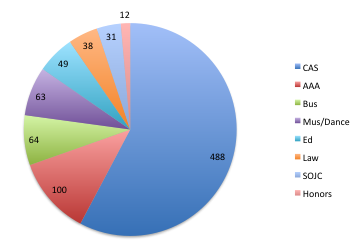 12
31
38
49
63
64
100
488
CAS
AAA
Bus
Mus/Dance
Ed
Law
SOJC
Honors